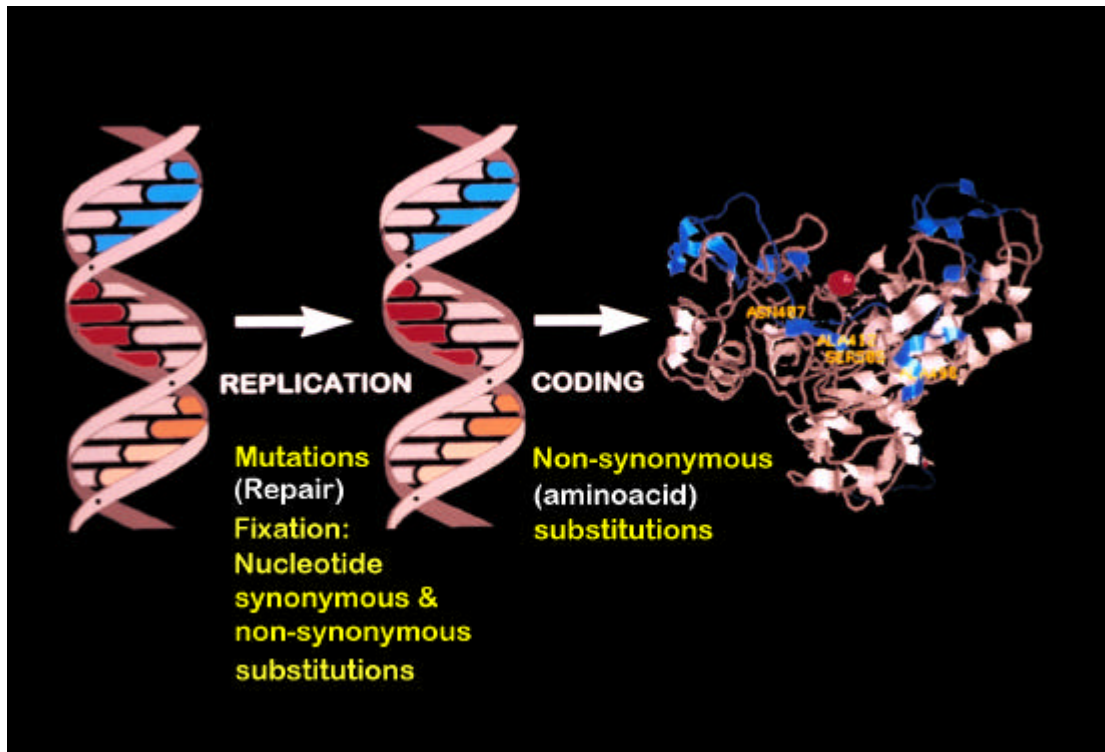 ASN407
REPLICATION
CODING
Mutations
(Repair)
Fixation:
Nucleotide
synonymous &
non-synonymous
substitutions
Non-synonymous
(aminoacid)
substitutions